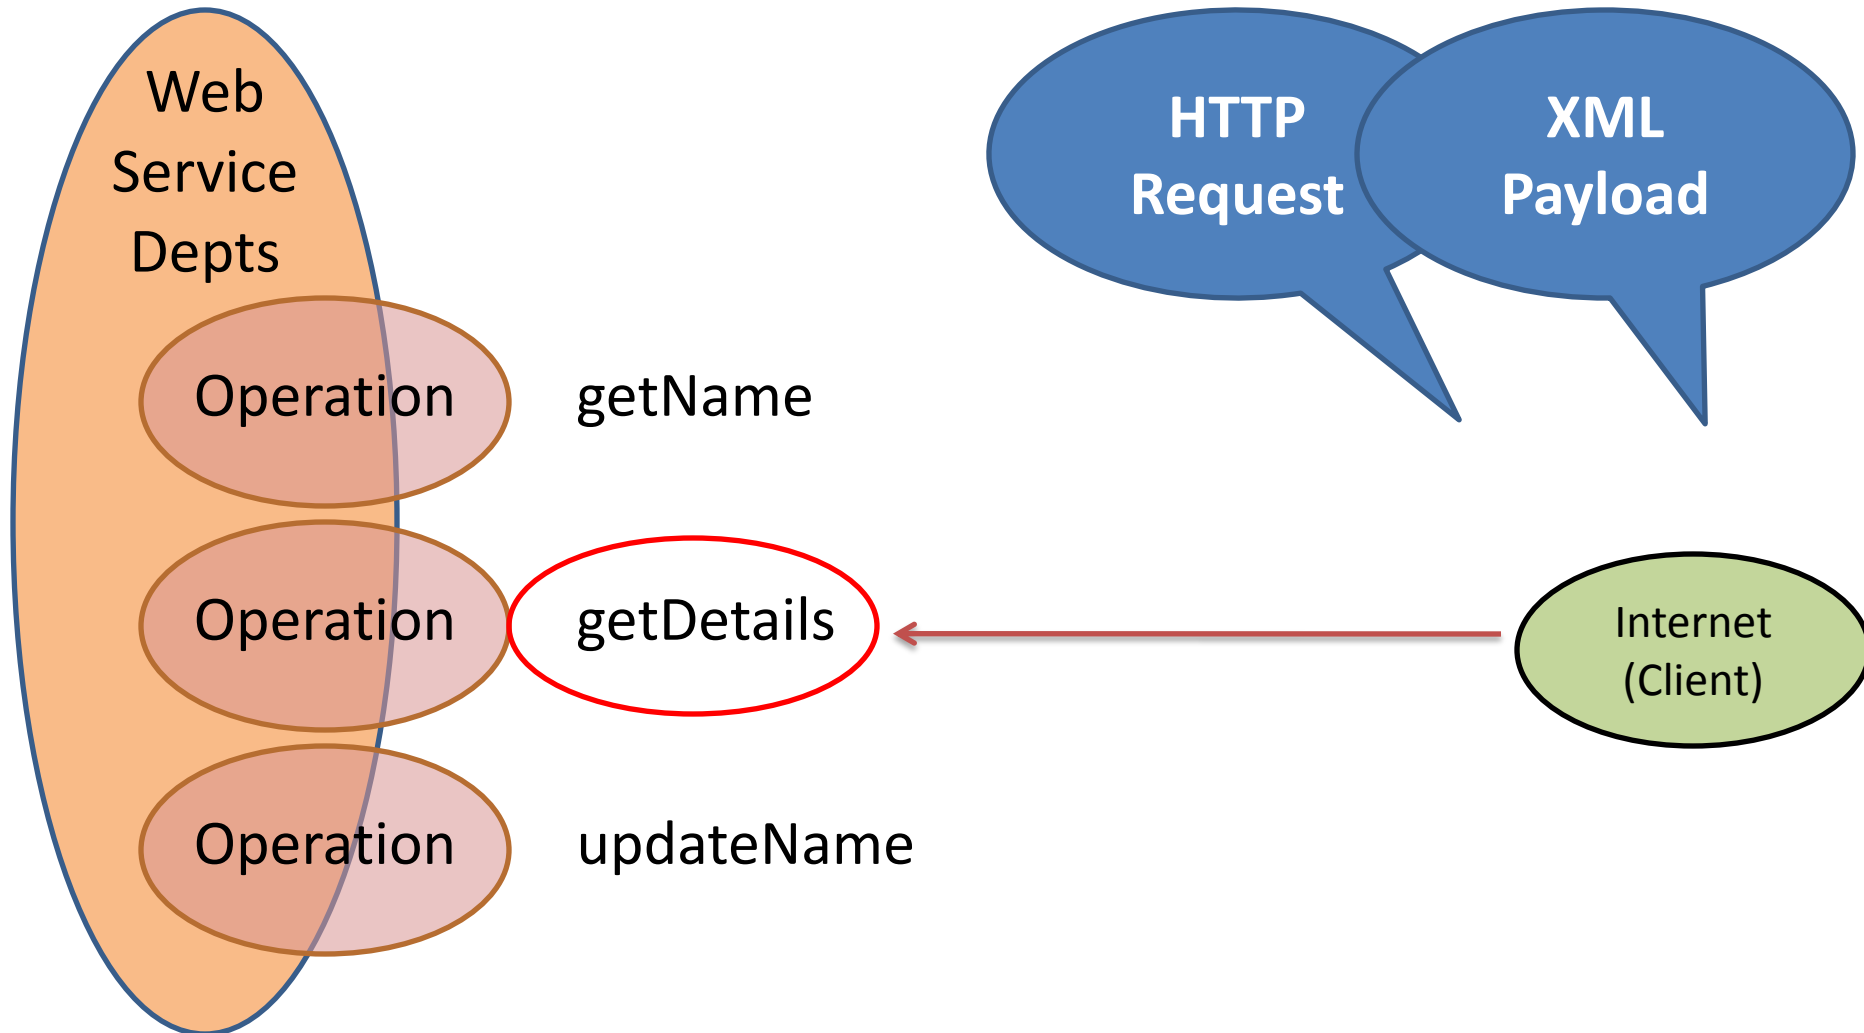 Web
Service
Depts
HTTP
Request
XML
Payload
Operation
getName
Operation
getDetails
Internet
(Client)
Operation
updateName